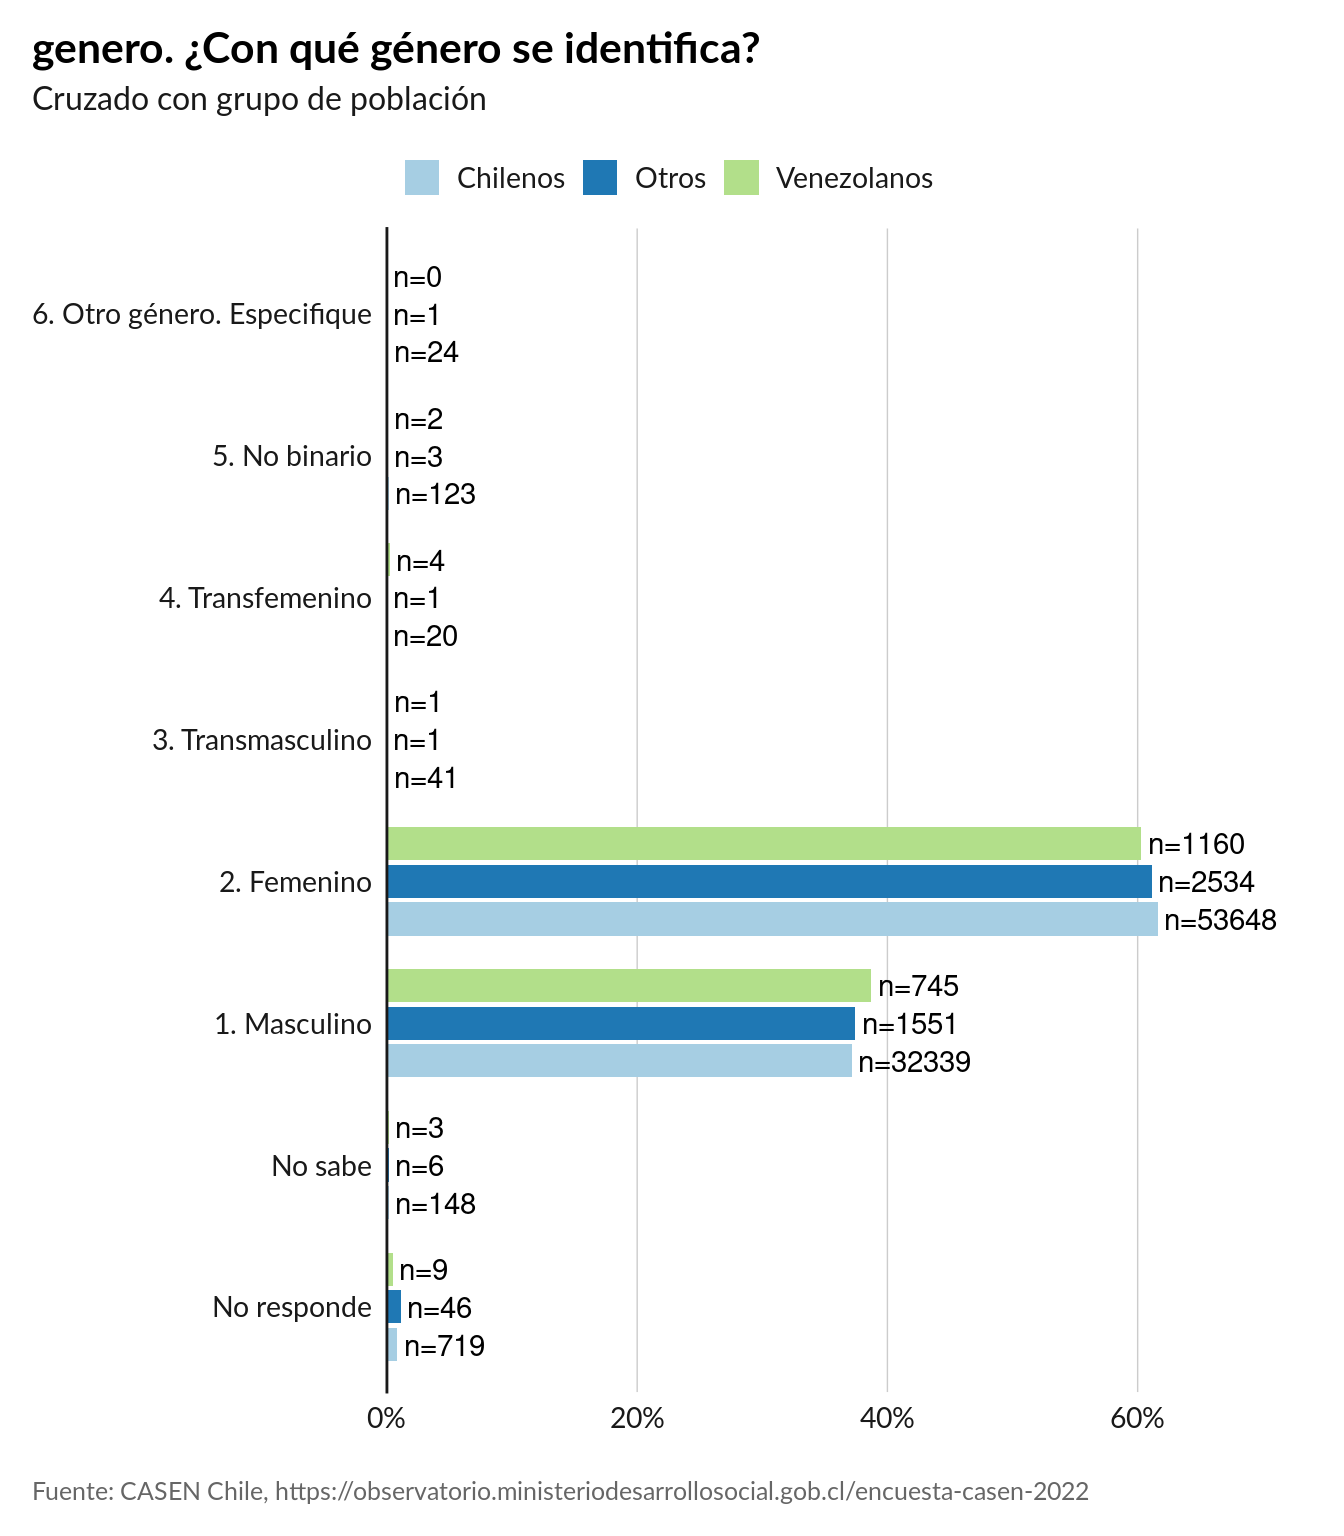 genero. ¿Con qué género se identifica?
Cruzado con grupo de población
Chilenos Otros Venezolanos
n=0
6. Otro género. Especifique n=1
n=24
n=2
5. No binario n=3
n=123
n=4
4. Transfemenino n=1
n=20
n=1
3. Transmasculino n=1
n=41
n=1160
2. Femenino n=2534
n=53648
n=745
1. Masculino n=1551
n=32339
n=3
No sabe n=6
n=148
n=9
No responde n=46
n=719
0% 20% 40% 60%
Fuente: CASEN Chile, https://observatorio.ministeriodesarrollosocial.gob.cl/encuesta-casen-2022